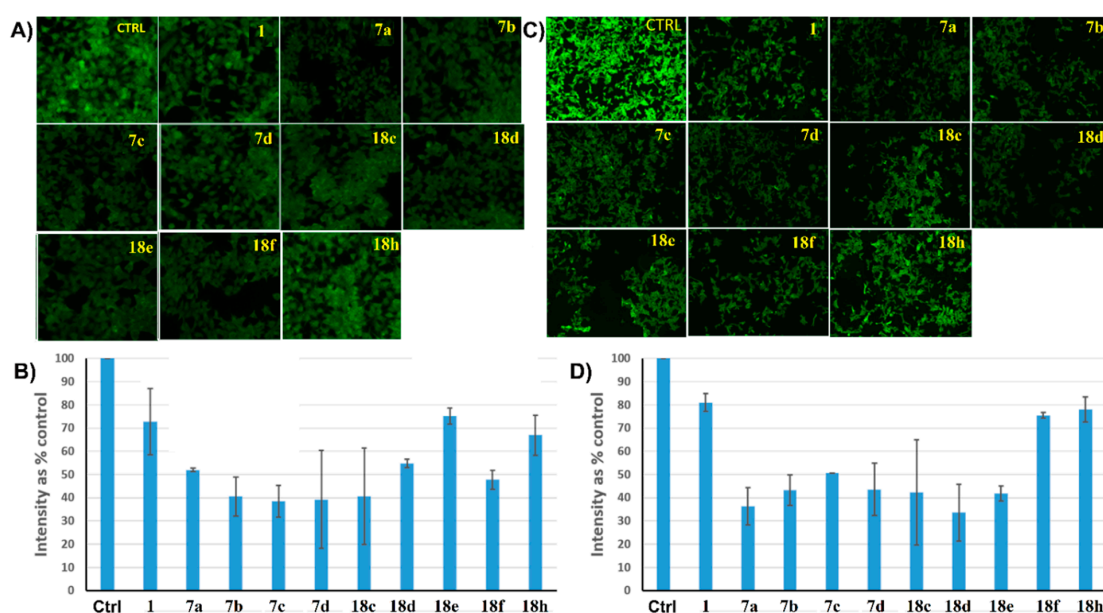 A)
CTRL 1 7a 7b
7c 7d 18c 18d
18e 18f 18h
C)
CTRL 1 7a 7b
7c 7d 18c 18d
18e 18f 18h
B)
Intensity as % control
100
90
80
70
60
50
40
30
20
10
0
Ctrl 1 7a 7b 7c 7d 18c 18d 18e 18f 18h
D)
Intensity as % control
100
90
80
70
60
50
40
30
20
10
0
Ctrl 1 7a 7b 7c 7d 18c 18d 18e 18f 18h